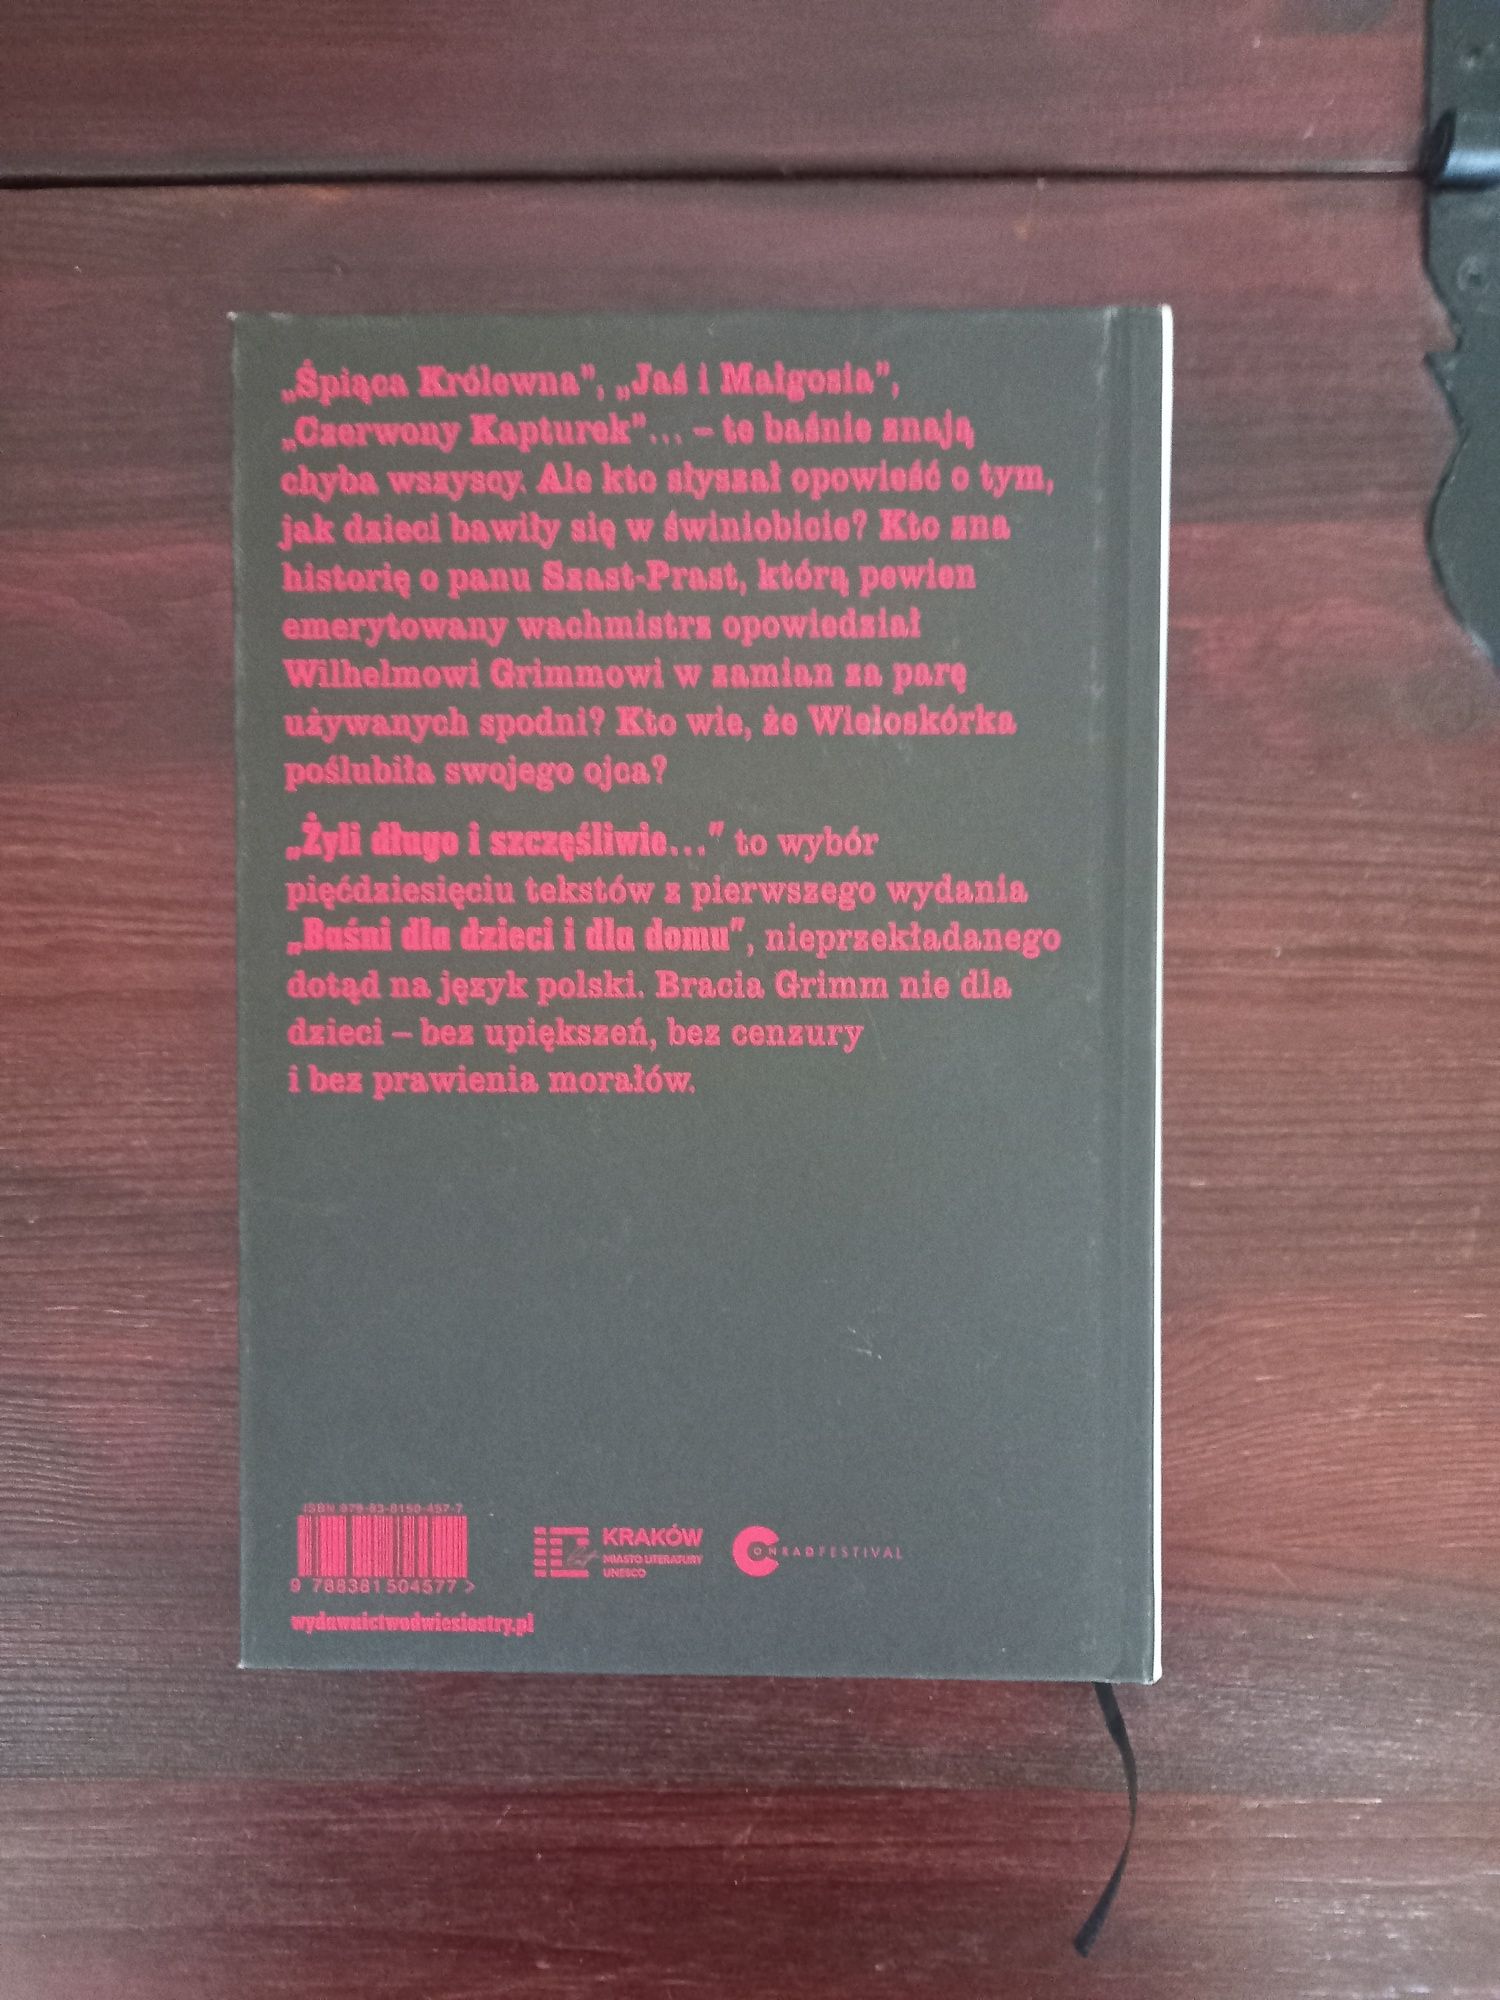 „Śpiąca Królewna”, „Jaś i Małgosia”,
„Czerwony Kapturek”... – te baśnie znają
chyba wszyscy. Ale kto słyszał opowieść o tym,
jak dzieci bawiły się w świniobicie? Kto zna
historię o panu Szast-Prast, którą pewien
emerytowany wachmistrz opowiedział
Wilhelmowi Grimmowi w zamian za parę
używanych spodni? Kto wie, że Wieloskórka
poślubiła swojego ojca?
„Żyli długo i szczęśliwie...” to wybór
pięćdziesięciu tekstów z pierwszego wydania
„Baśni dla dzieci i dla domu”, nieprzekładanego
dotąd na język polski. Bracia Grimm nie dla
dzieci – bez upiększeń, bez cenzury
i bez prawienia morałów.
ISBN 978-83-8150-457-7
9 788381 504577 >
KRAKÓW
MIASTO LITERATURY
UNESCO
CONRADFESTIVAL
wydawnictwodwiesiostry.pl